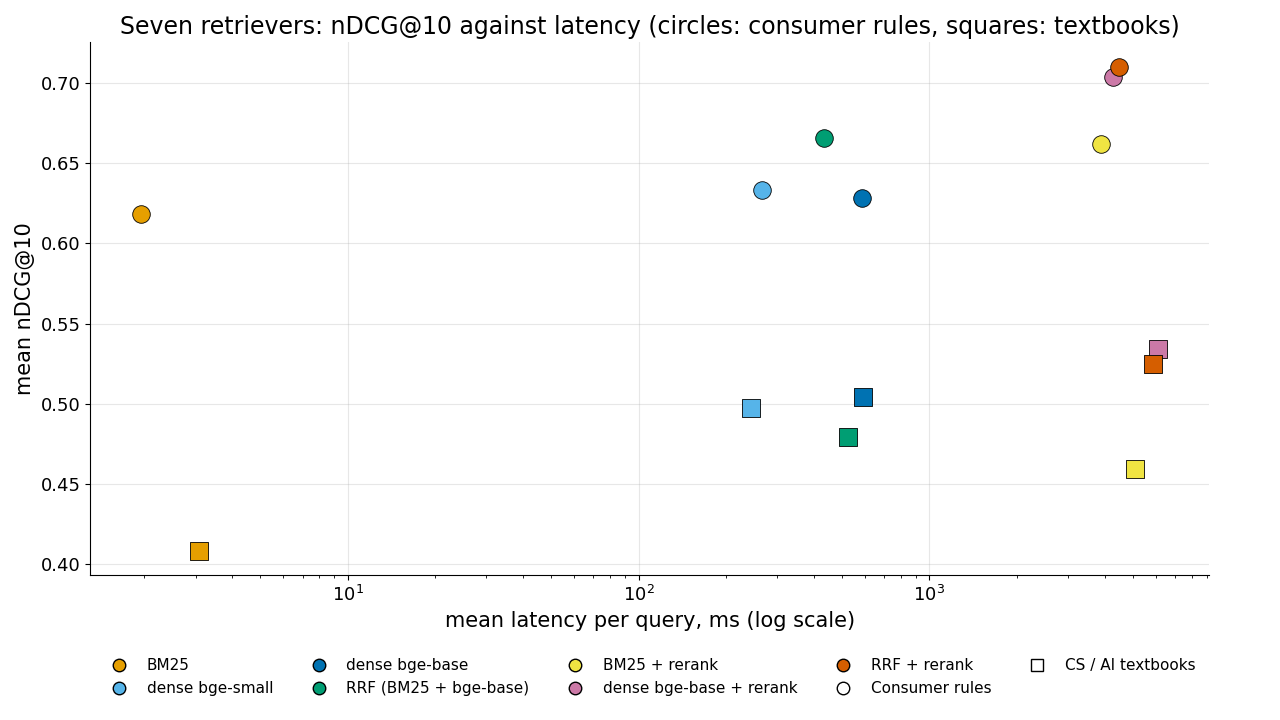 Seven retrievers: nDCG@10 against latency (circles: consumer rules, squares: textbooks)
mean nDCG@10
0.70
0.65
0.60
0.55
0.50
0.45
0.40
10¹
10²
10³
mean latency per query, ms (log scale)
BM25
dense bge-small
dense bge-base
RRF (BM25 + bge-base)
BM25 + rerank
dense bge-base + rerank
RRF + rerank
Consumer rules
CS / AI textbooks